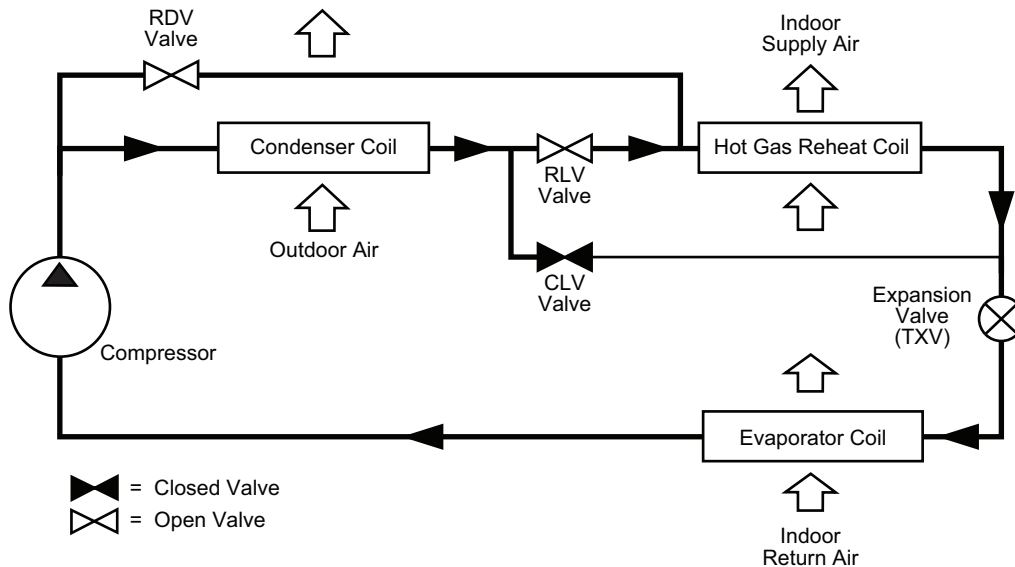 RDV
Valve
Indoor
Supply Air
Condenser Coil
Hot Gas Reheat Coil
RLV
Valve
Outdoor Air
CLV
Valve
Expansion
Valve
(TXV)
Compressor
Evaporator Coil
= Closed Valve
= Open Valve
Indoor
Return Air